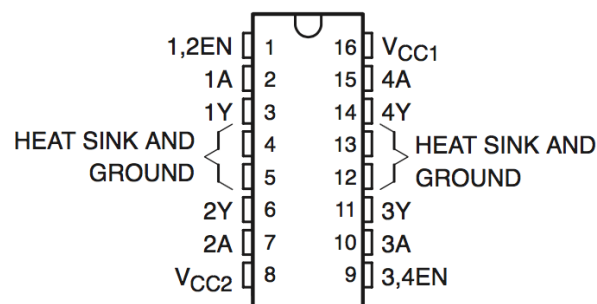 1,2EN 1 16 VCC1
1A 2 15 4A
1Y 3 14 4Y
HEAT SINK AND 4 13 HEAT SINK AND
GROUND 5 12 GROUND
2Y 6 11 3Y
2A 7 10 3A
VCC2 8 9 3,4EN